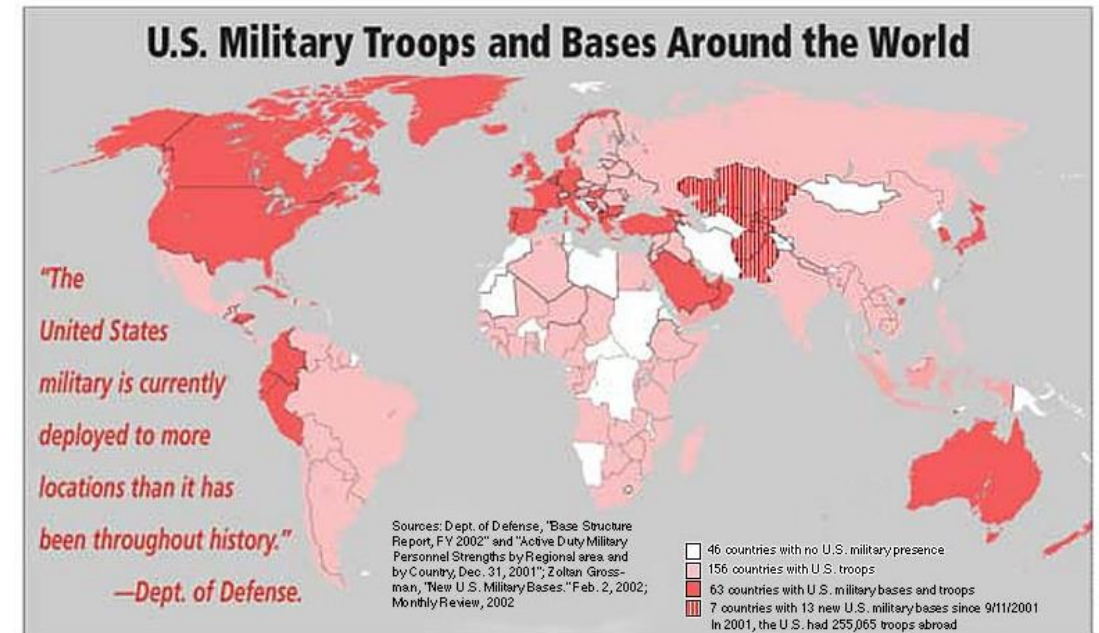 U.S. Military Troops and Bases Around the World
"The
United States
military is currently
deployed to more
locations than it has
been throughout history."
—Dept. of Defense.
Sources: Dept. of Defense, "Base Structure
Report, FY 2002" and "Active Duty Military
Personnel Strengths by Regional area and
by Country, Dec. 31, 2001"; Zoltan Gross-
man, "New U.S. Military Bases." Feb. 2, 2002;
Monthly Review, 2002
46 countries with no U.S. military presence
156 countries with U.S. troops
63 countries with U.S. military bases and troops
7 countries with 13 new U.S. military bases since 9/11/2001
In 2001, the U.S. had 255,065 troops abroad